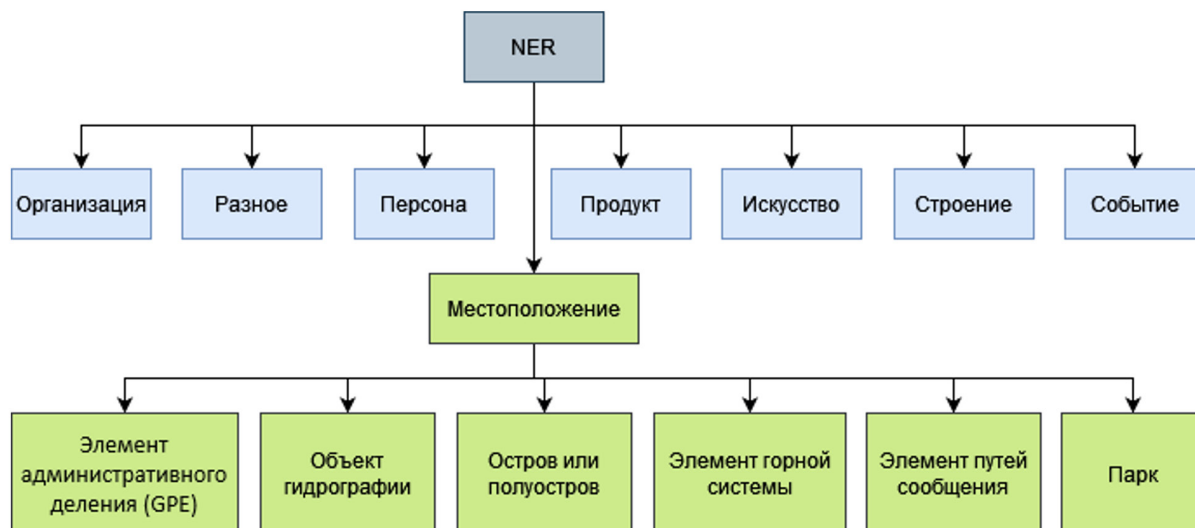 NER
Организация
Разное
Персона
Продукт
Искусство
Строение
Событие
Местоположение
Элемент
административного
деления (GPE)
Объект
гидрографии
Остров или
полуостров
Элемент горной
системы
Элемент путей
сообщения
Парк